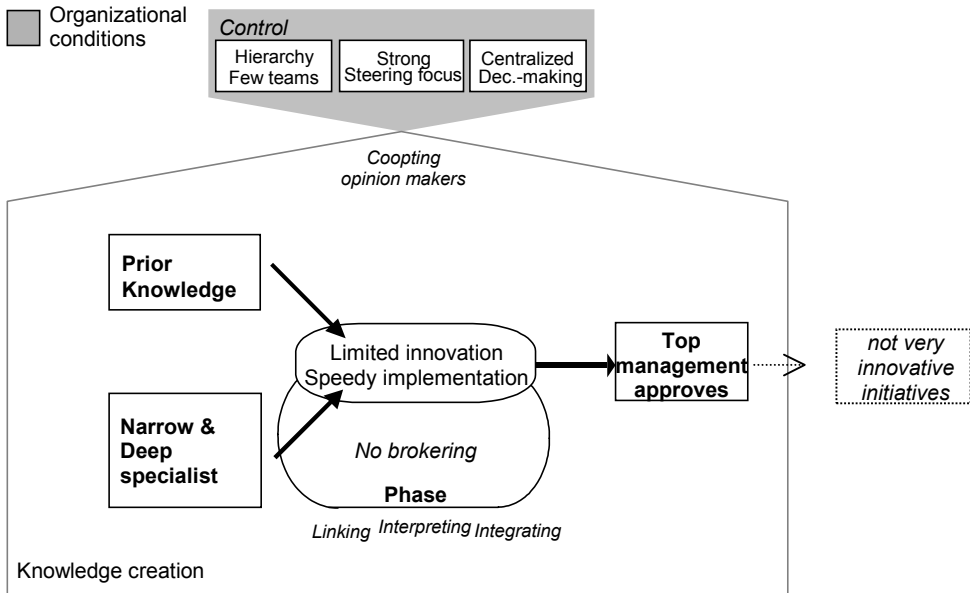 Organizational
conditions
Control
Hierarchy
Few teams
Strong
Steering focus
Centralized
Dec.-making
Coopting
opinion makers
Prior
Knowledge
Limited innovation
Speedy implementation
Top
management
approves
not very
innovative
initiatives
Narrow &
Deep
specialist
No brokering
Phase
Linking Interpreting Integrating
Knowledge creation